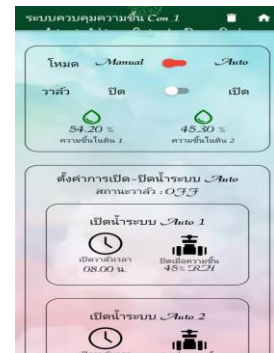 ระบบควบคุมความชื้น Con_1
โหมด Manual Auto
วาล์ว ปิด เปิด
54.20 % 45.30 %
ความชื้นในดิน 1 ความชื้นในดิน 2
ตั้งค่าการเปิด-ปิดน้ำระบบ Auto
สถานะวาล์ว : OFF
เปิดน้ำระบบ Auto 1
เปิดวาล์วเวลา ปิดเมื่อความชื้น
08.00 น. 45% RH
เปิดน้ำระบบ Auto 2